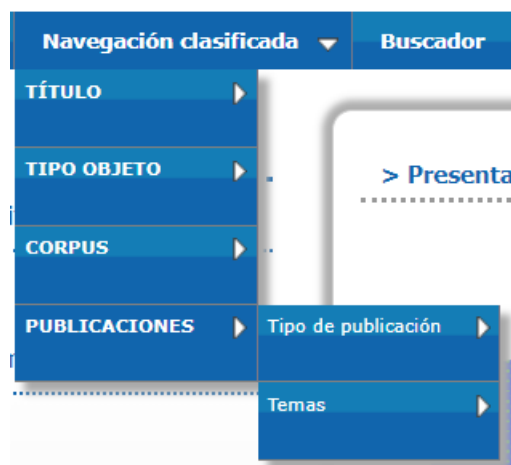 Navegación clasificada Buscador
TÍTULO
TIPO OBJETO
> Presenta
CORPUS
PUBLICACIONES Tipo de publicación
Temas